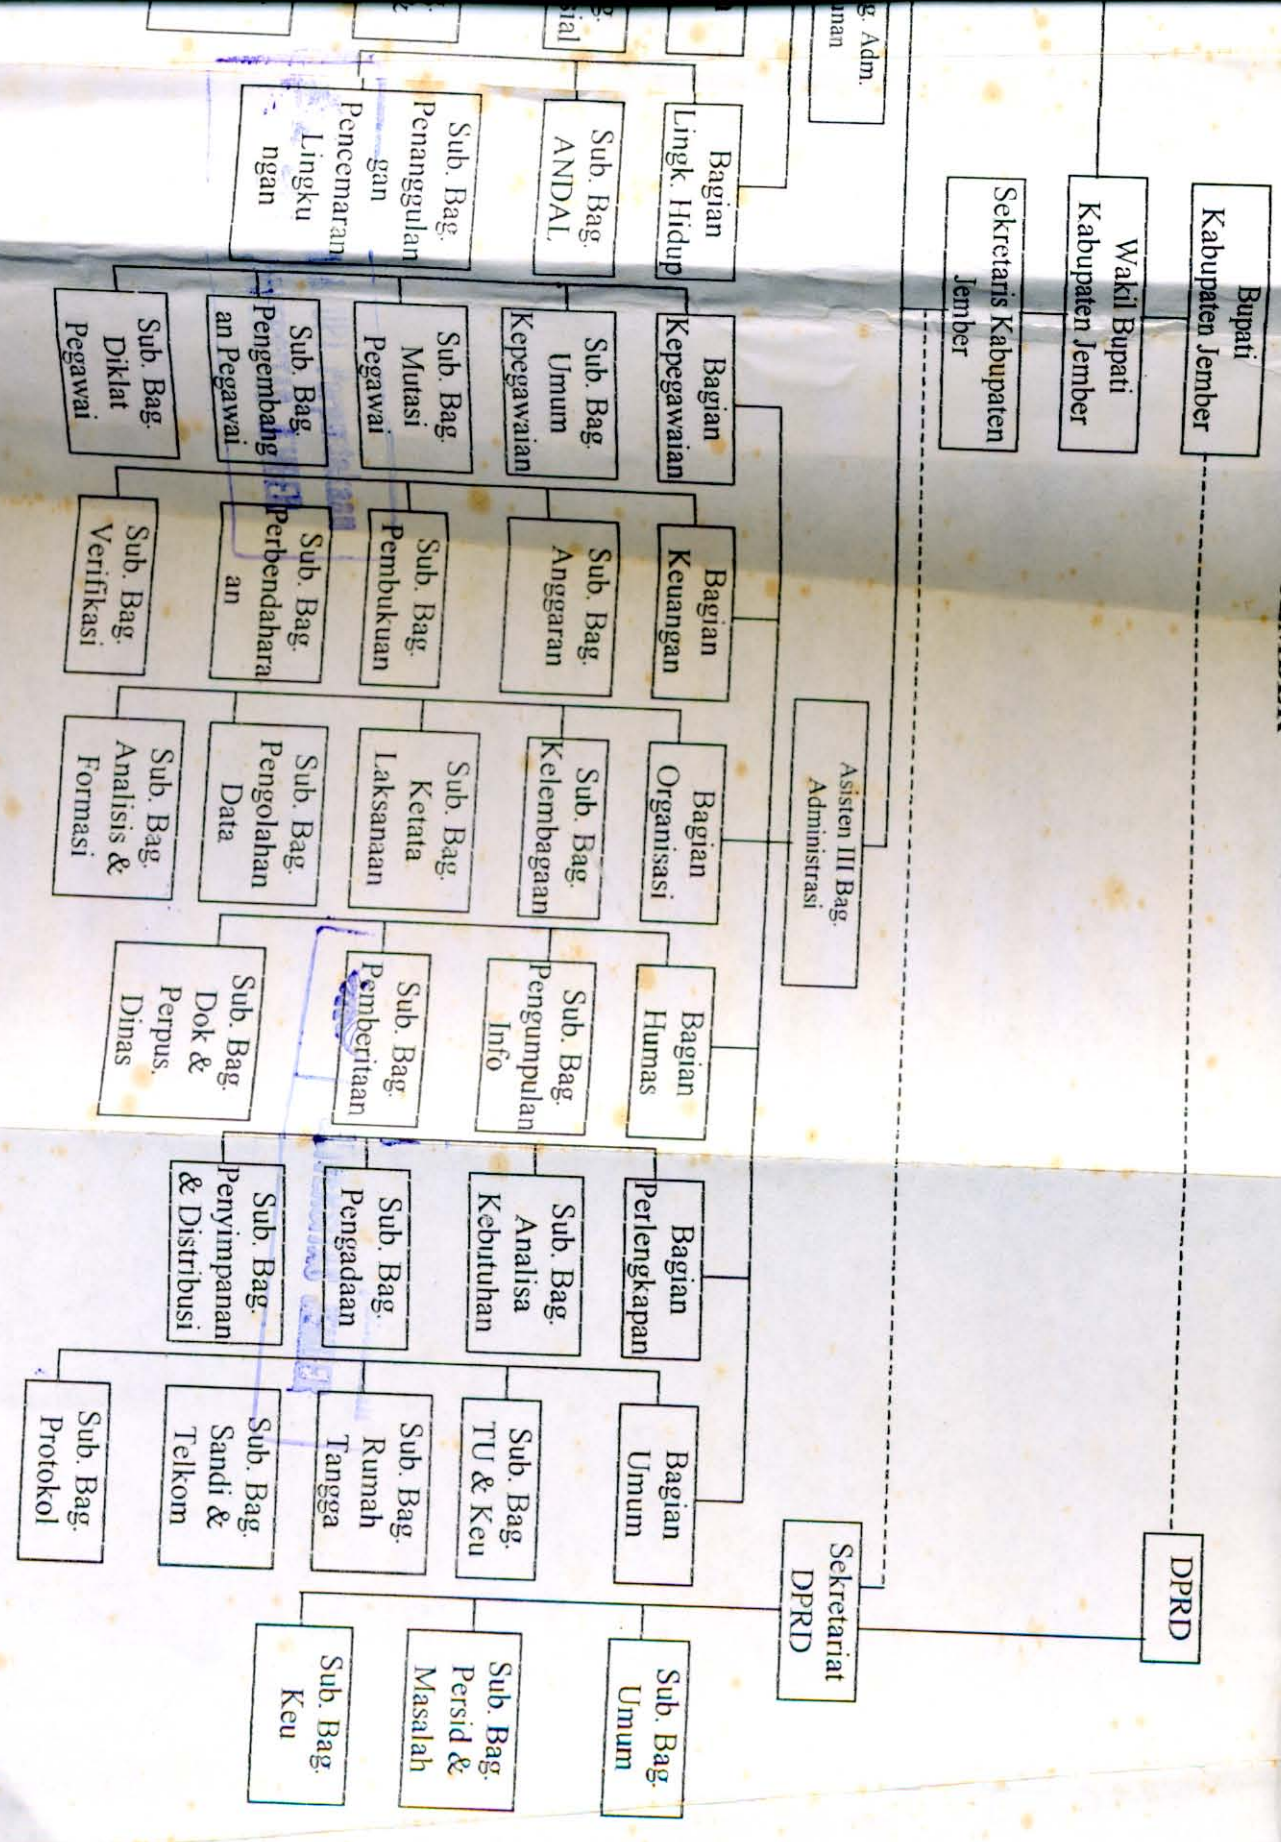 Bupati
Kabupaten Jember
DPRD
Wakil Bupati
Kabupaten Jember
Sekretaris Kabupaten
Jember
g. Adm.
unan
Asisten III Bag.
Administrasi
Sekretariat
DPRD
Bagian
Lingk. Hidup
Sub. Bag.
ANDAL
Sub. Bag.
Penanggulan
gan
Pencemaran
Lingku
ngan
Bagian
Kepegawaian
Sub. Bag.
Umum
Kepegawaian
Sub. Bag.
Mutasi
Pegawai
Sub. Bag.
Pengembang
an Pegawai
Sub. Bag.
Diklat
Pegawai
Bagian
Keuangan
Sub. Bag.
Anggaran
Sub. Bag.
Pembukuan
Sub. Bag.
Perbendahara
an
Sub. Bag.
Verifikasi
Bagian
Organisasi
Sub. Bag.
Kelembagaan
Sub. Bag.
Ketata
Laksanaan
Sub. Bag.
Pengolahan
Data
Sub. Bag.
Analisis &
Formasi
Bagian
Humas
Sub. Bag.
Pengumpulan
Info
Sub. Bag.
Pemberitaan
Sub. Bag.
Dok &
Perpus.
Dinas
Bagian
Perlengkapan
Sub. Bag.
Analisa
Kebutuhan
Sub. Bag.
Pengadaan
Sub. Bag.
Penyimpanan
& Distribusi
Bagian
Umum
Sub. Bag.
TU & Keu
Sub. Bag.
Rumah
Tangga
Sub. Bag.
Sandi &
Telkom
Sub. Bag.
Protokol
Sub. Bag.
Umum
Sub. Bag.
Persid &
Masalah
Sub. Bag.
Keu